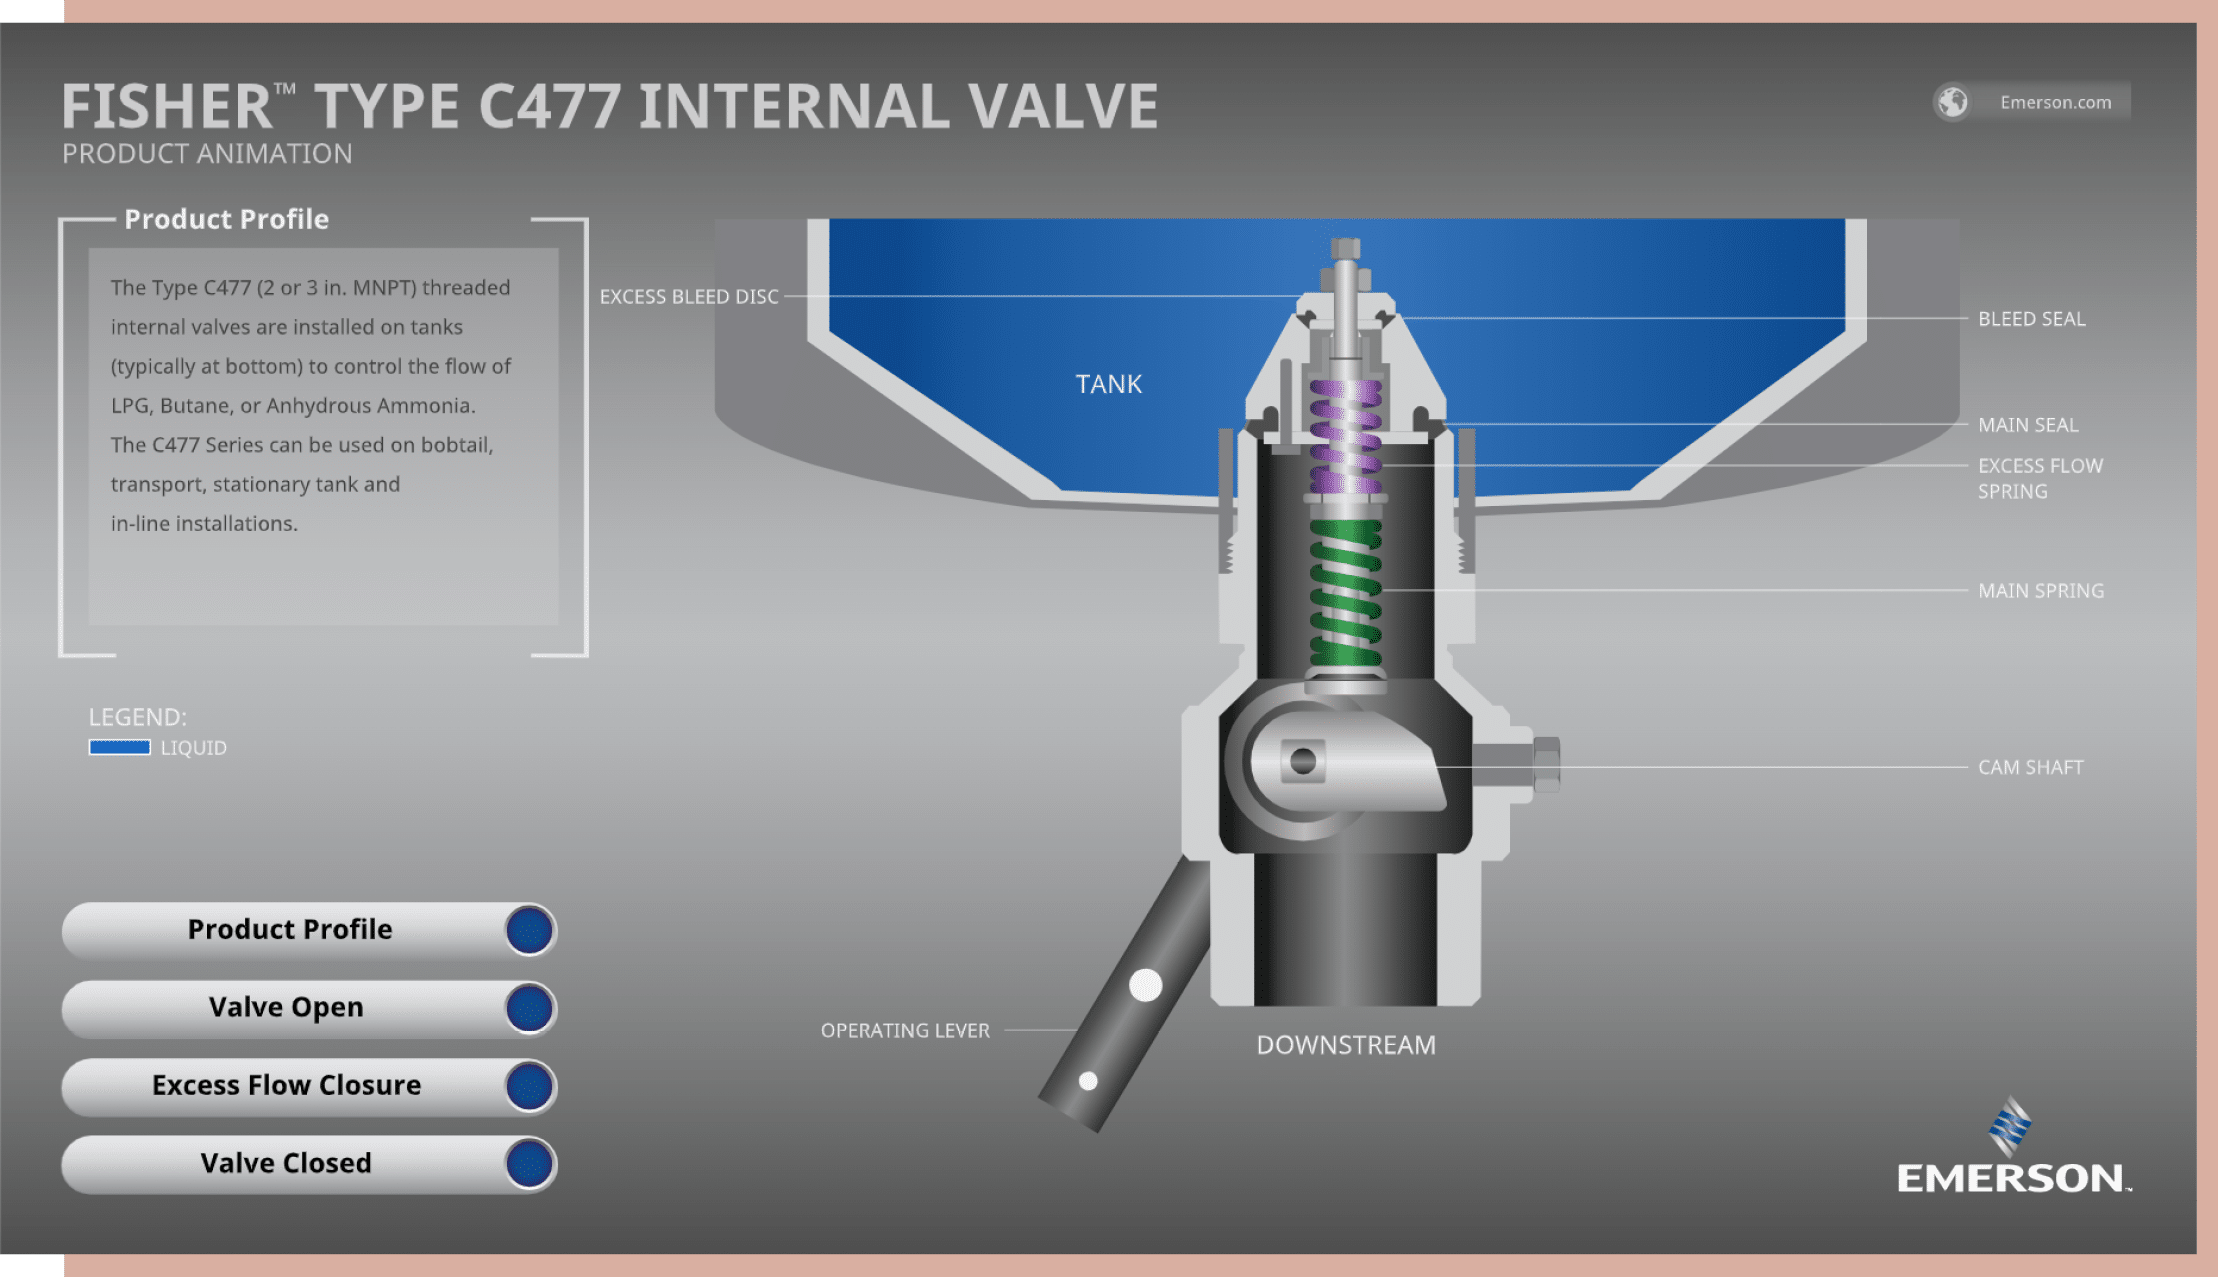 FISHER™ TYPE C477 INTERNAL VALVE
PRODUCT ANIMATION
Emerson.com
Product Profile
The Type C477 (2 or 3 in. MNPT) threaded
internal valves are installed on tanks
(typically at bottom) to control the flow of
LPG, Butane, or Anhydrous Ammonia.
The C477 Series can be used on bobtail,
transport, stationary tank and
in-line installations.
LEGEND:
LIQUID
Product Profile
Valve Open
Excess Flow Closure
Valve Closed
EXCESS BLEED DISC
TANK
BLEED SEAL
MAIN SEAL
EXCESS FLOW
SPRING
MAIN SPRING
CAM SHAFT
OPERATING LEVER
DOWNSTREAM
EMERSON™